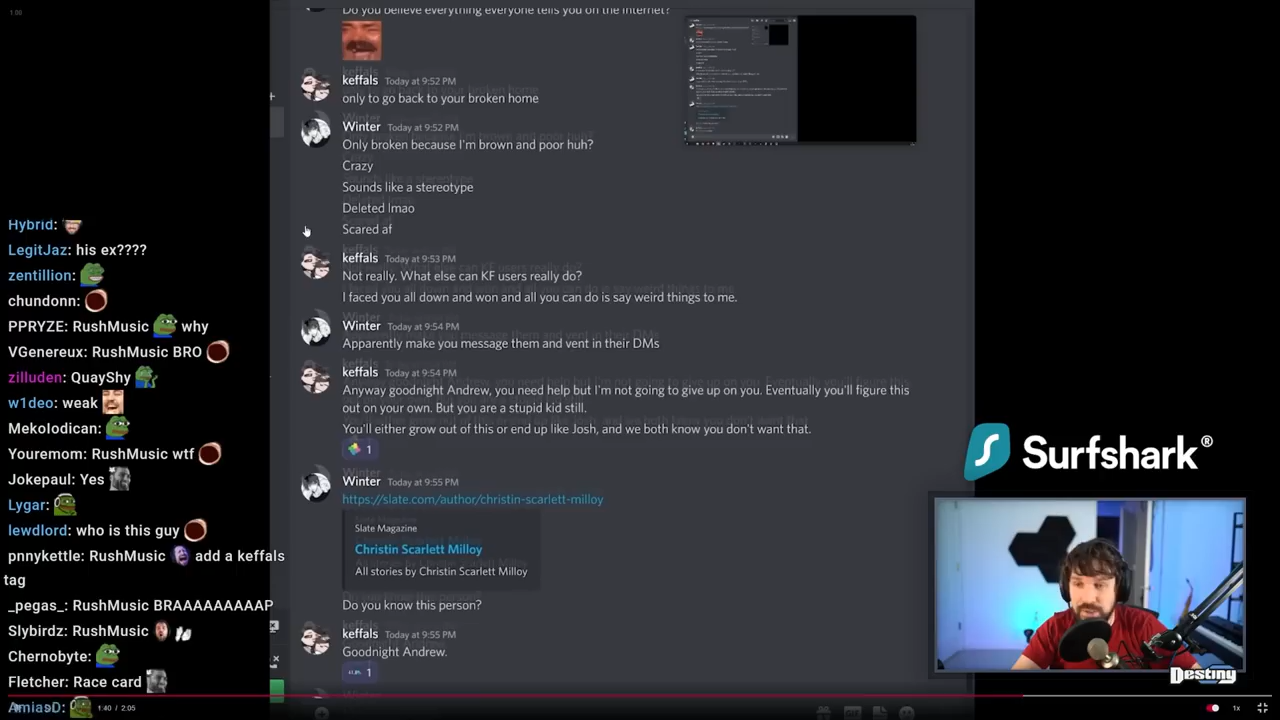 1:00
Do you believe everything everyone tells you on the internet?
keffals Today at 9:52 PM
only to go back to your broken home
Winter Today at 9:52 PM
Only broken because I'm brown and poor huh?
Crazy
Sounds like a stereotype
Deleted lmao
Scared af
keffals Today at 9:53 PM
Not really. What else can KF users really do?
I faced you all down and won and all you can do is say weird things to me.
Winter Today at 9:54 PM
Apparently make you message them and vent in their DMs
keffals Today at 9:54 PM
Anyway goodnight Andrew, you need help but I'm not going to give up on you. Eventually you'll figure this
out on your own. But you are a stupid kid still.
You'll either grow out of this or end up like Josh, and we both know you don't want that.
1
Winter Today at 9:55 PM
https://slate.com/author/christin-scarlett-milloy
Slate Magazine
Christin Scarlett Milloy
All stories by Christin Scarlett Milloy
Do you know this person?
keffals Today at 9:55 PM
Goodnight Andrew.
1
Hybrid:
LegitJaz: his ex????
zentillion:
chundonn:
PPRYZE: RushMusic why
VGenereux: RushMusic BRO
zilluden: QuayShy
w1deo: weak
Mekolodican:
Youremom: RushMusic wtf
Jokepaul: Yes
Lygar:
lewdlord: who is this guy
pnnykettle: RushMusic add a keffals
tag
_pegas_: RushMusic BRAAAAAAAAP
Slybirdz: RushMusic
Chernobyte:
Fletcher: Race card
AmiasD:
Surfshark®
Destiny
1:40 / 2:05
1x